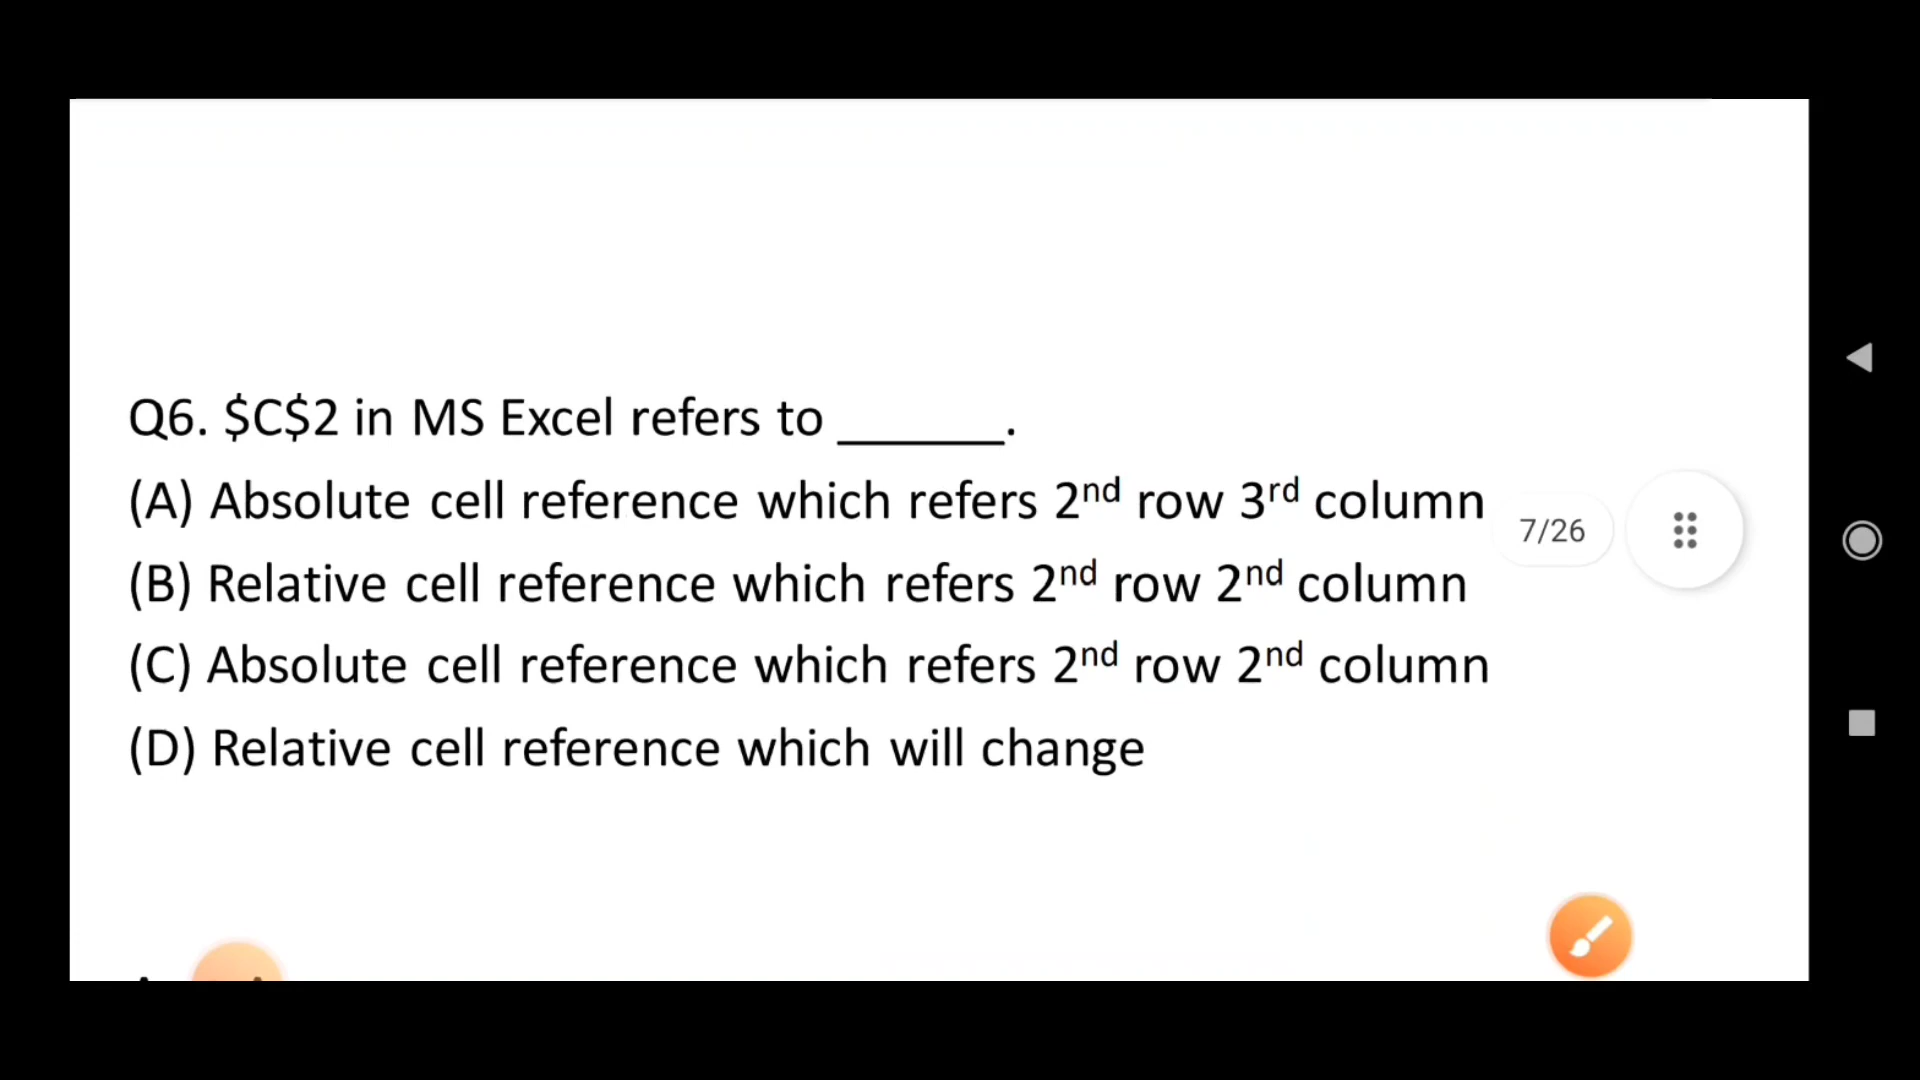 Q6. $C$2 in MS Excel refers to ______.
(A) Absolute cell reference which refers 2nd row 3rd column
7/26
(B) Relative cell reference which refers 2nd row 2nd column
(C) Absolute cell reference which refers 2nd row 2nd column
(D) Relative cell reference which will change